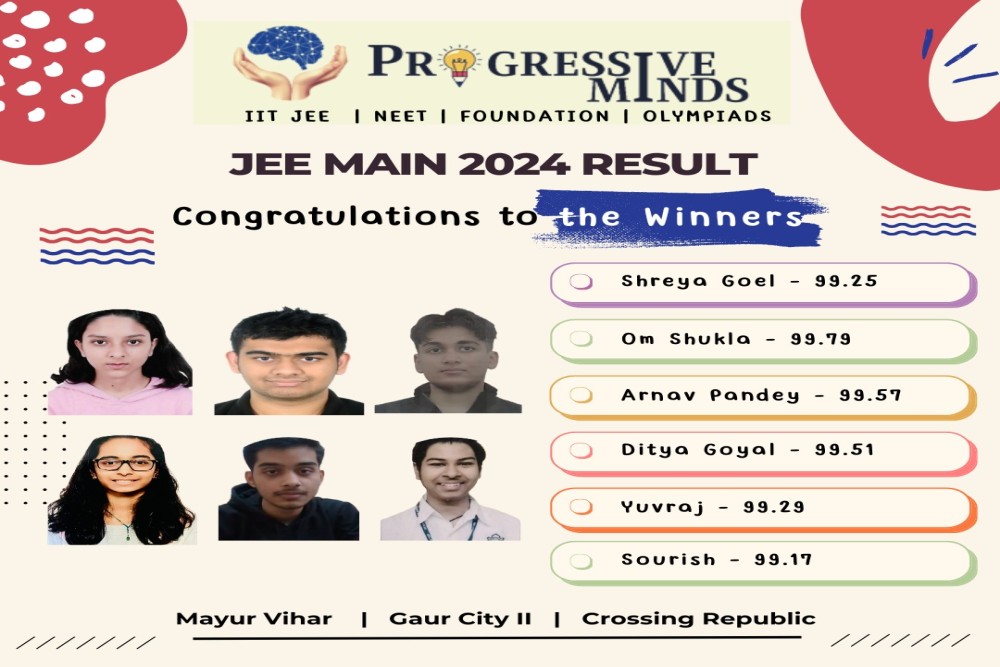 PROGRESSIVE
MINDS
IIT JEE | NEET | FOUNDATION | OLYMPIADS
JEE MAIN 2024 RESULT
Congratulations to the Winners
Shreya Goel - 99.25
Om Shukla - 99.79
Arnav Pandey - 99.57
Ditya Goyal - 99.51
Yuvraj - 99.29
Sourish - 99.17
Mayur Vihar | Gaur City II | Crossing Republic